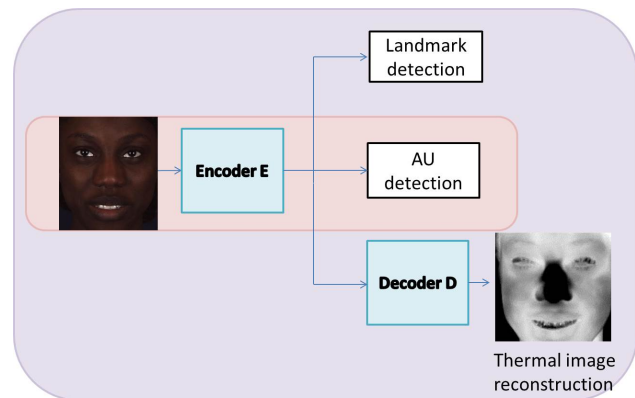 Landmark
detection
Encoder E
AU
detection
Decoder D
Thermal image
reconstruction